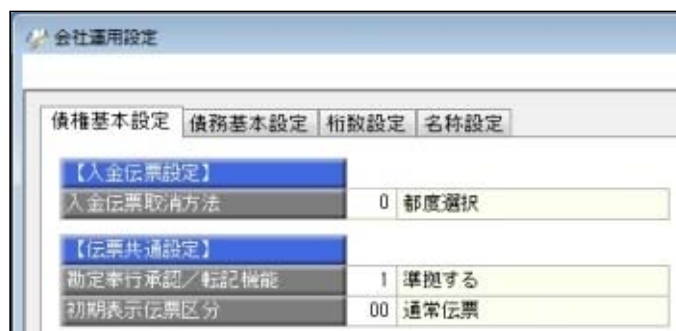 会社運用設定
債権基本設定 債務基本設定 桁数設定 名称設定
【入金伝票設定】
入金伝票取消方法 0 都度選択
【伝票共通設定】
勘定奉行承認／転記機能 1 準拠する
初期表示伝票区分 00 通常伝票